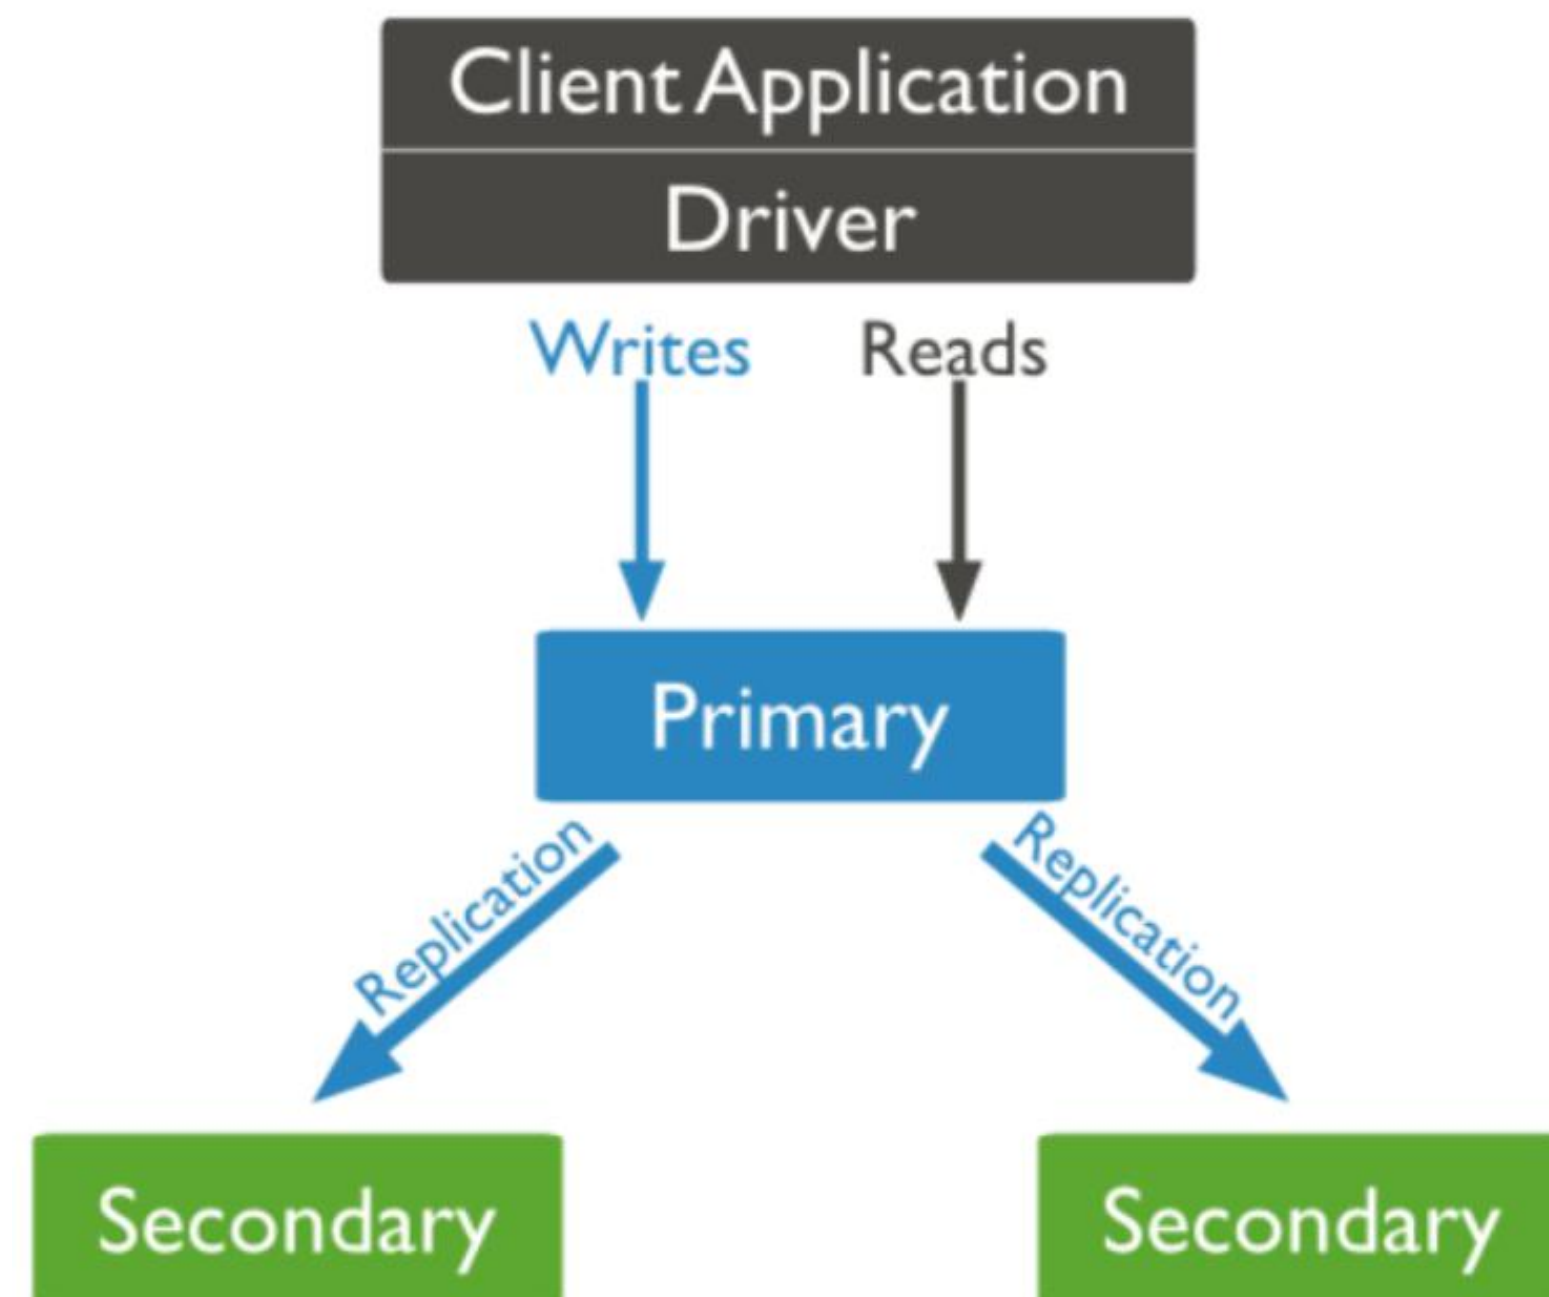 Client Application
Driver
Writes
Reads
Primary
Replication
Replication
Secondary
Secondary